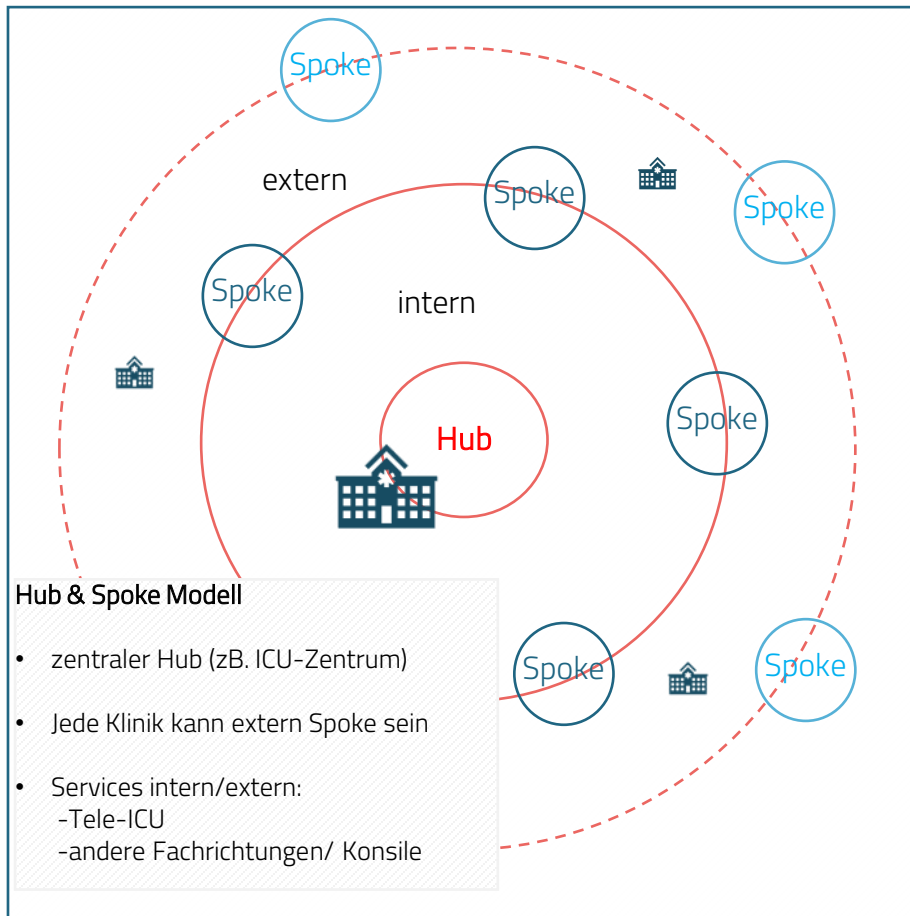 Spoke
extern
Spoke
Spoke
Spoke
intern
Spoke
Hub
Hub & Spoke Modell
• zentraler Hub (zB. ICU-Zentrum)
• Jede Klinik kann extern Spoke sein
• Services intern/extern:
-Tele-ICU
-andere Fachrichtungen/ Konsile
Spoke
Spoke